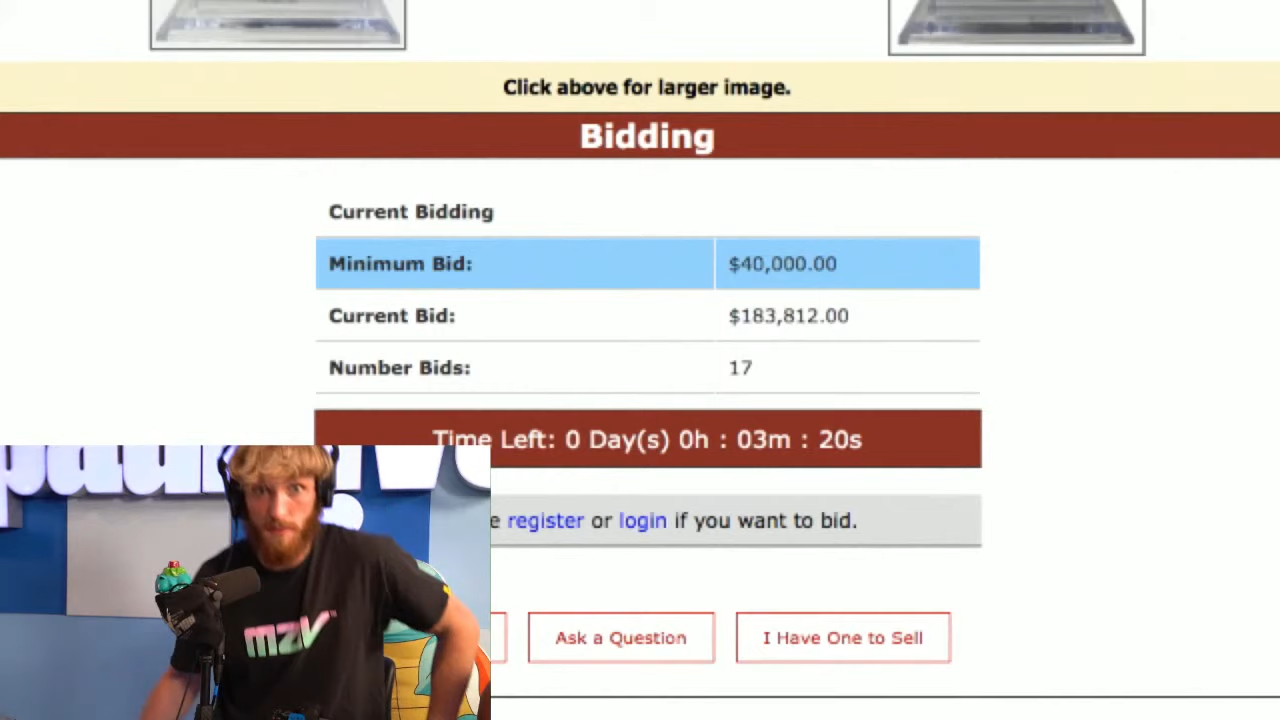 Click above for larger image.
Bidding
Current Bidding
Minimum Bid: $40,000.00
Current Bid: $183,812.00
Number Bids: 17
Time Left: 0 Day(s) 0h : 03m : 20s
register or login if you want to bid.
Ask a Question
I Have One to Sell
mzv